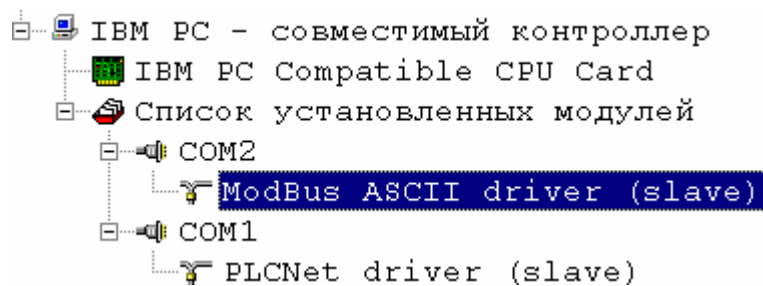 IBM PC - совместимый контроллер
IBM PC Compatible CPU Card
Список установленных модулей
COM2
ModBus ASCII driver (slave)
COM1
PLCNet driver (slave)